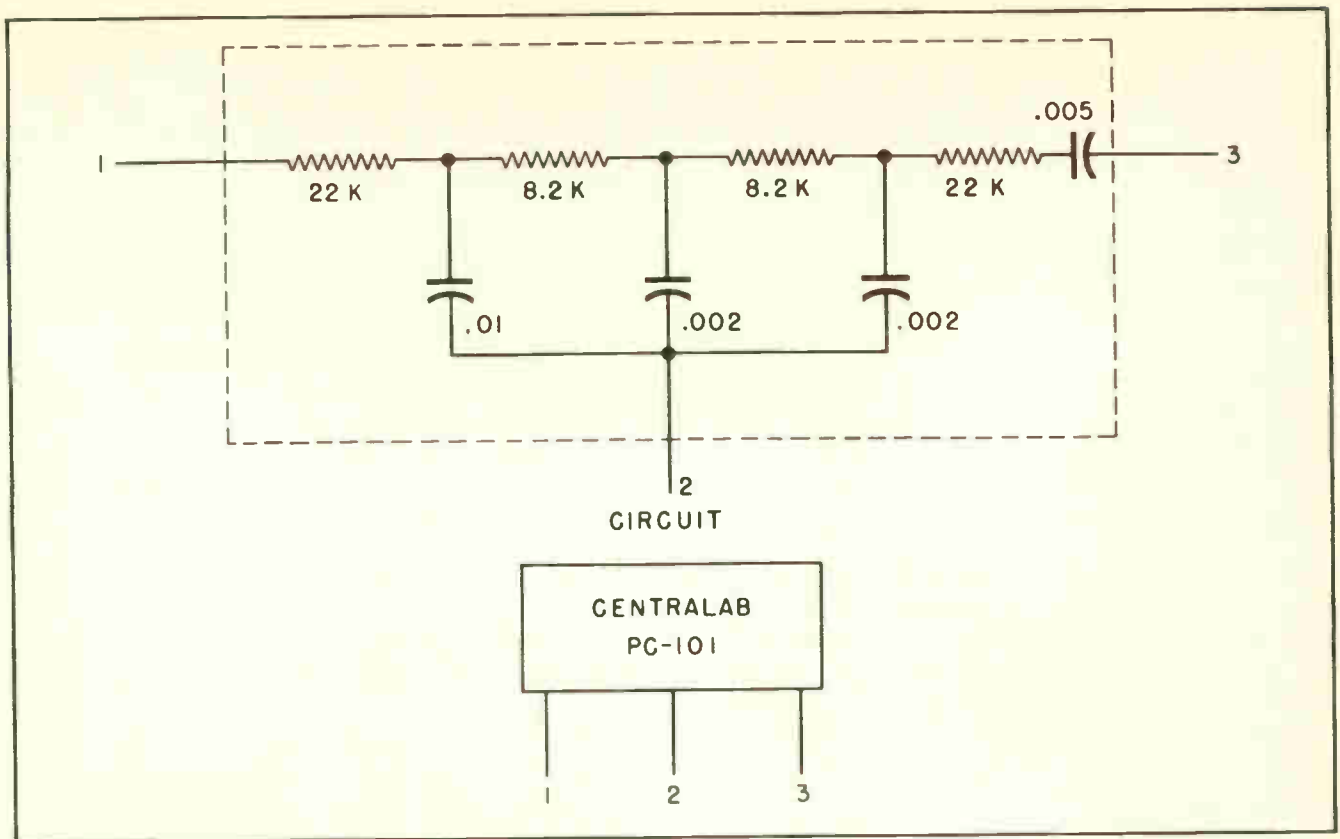 .005
1
3
22 K
8.2 K
8.2 K
22 K
.01
.002
.002
2
CIRCUIT
CENTRALAB
PC-101
1
2
3